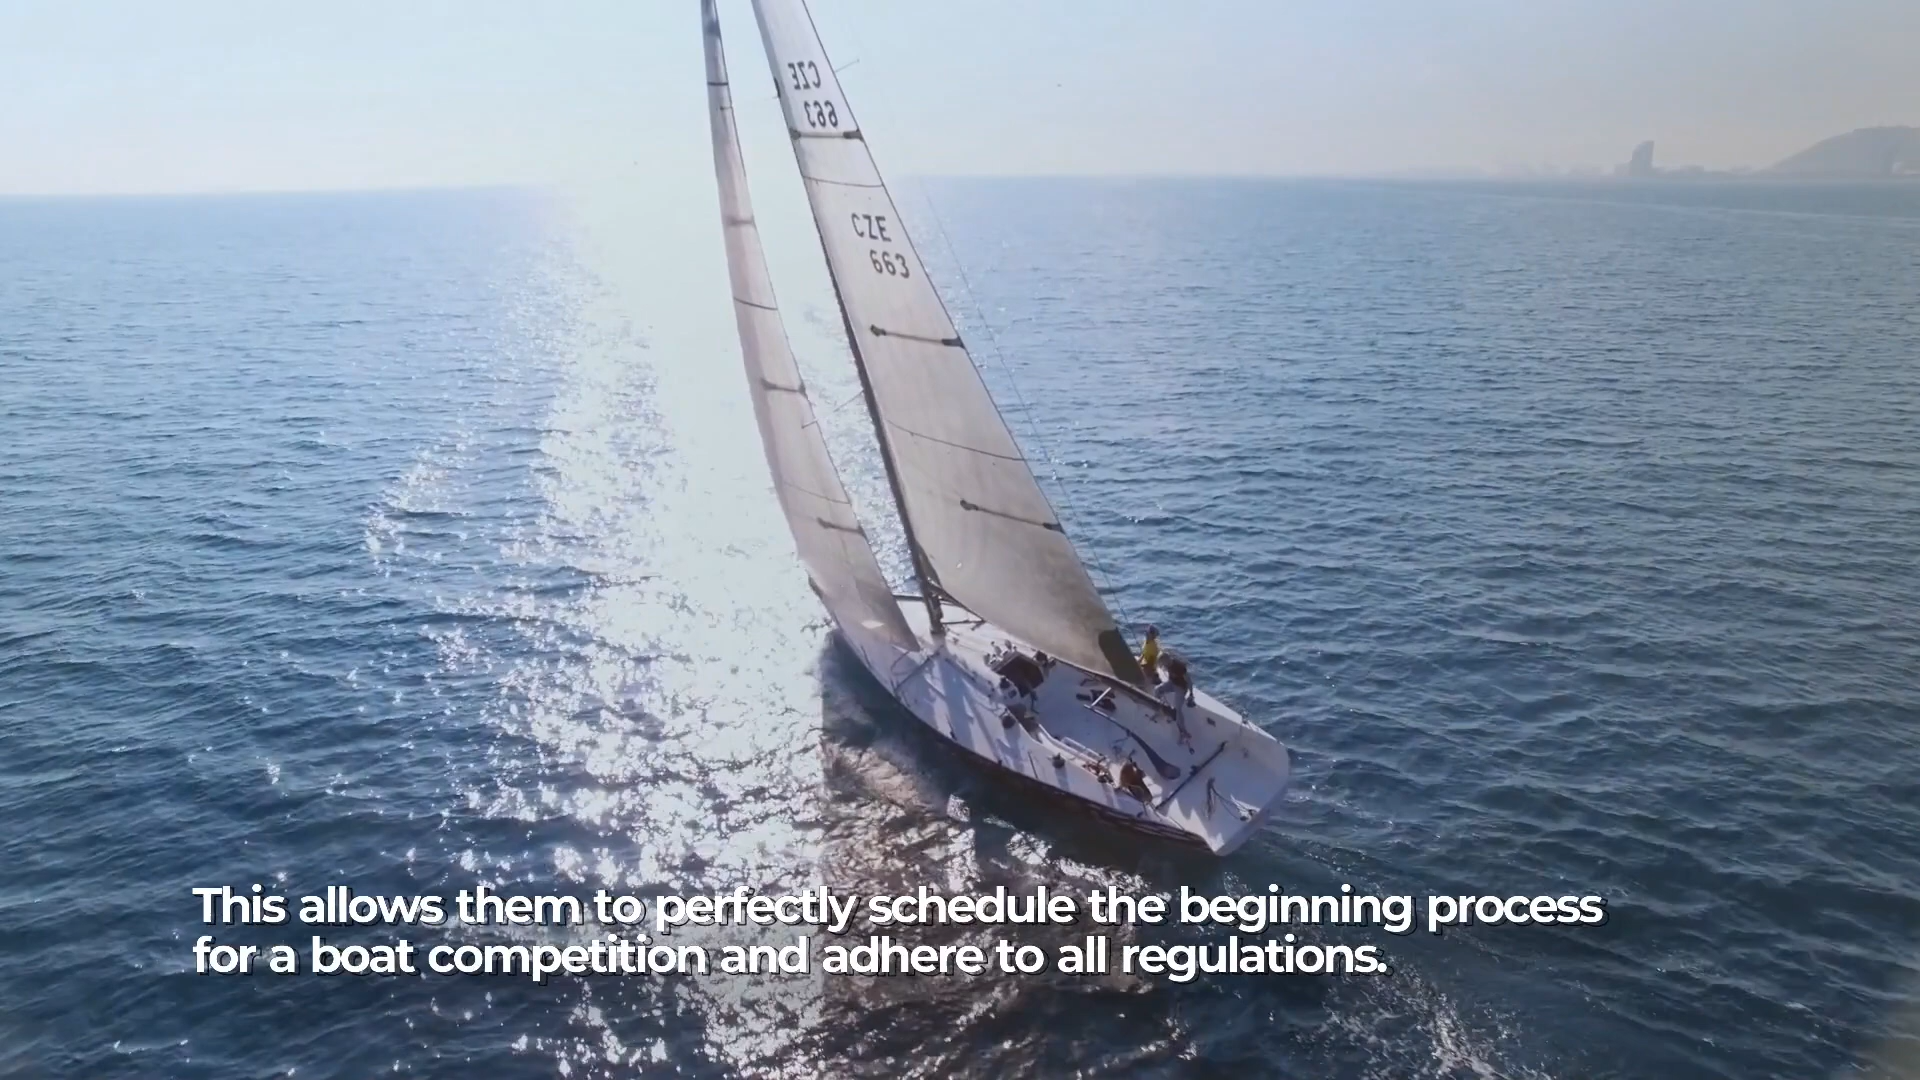 CZE
663
CZE
663
This allows them to perfectly schedule the beginning process
for a boat competition and adhere to all regulations.